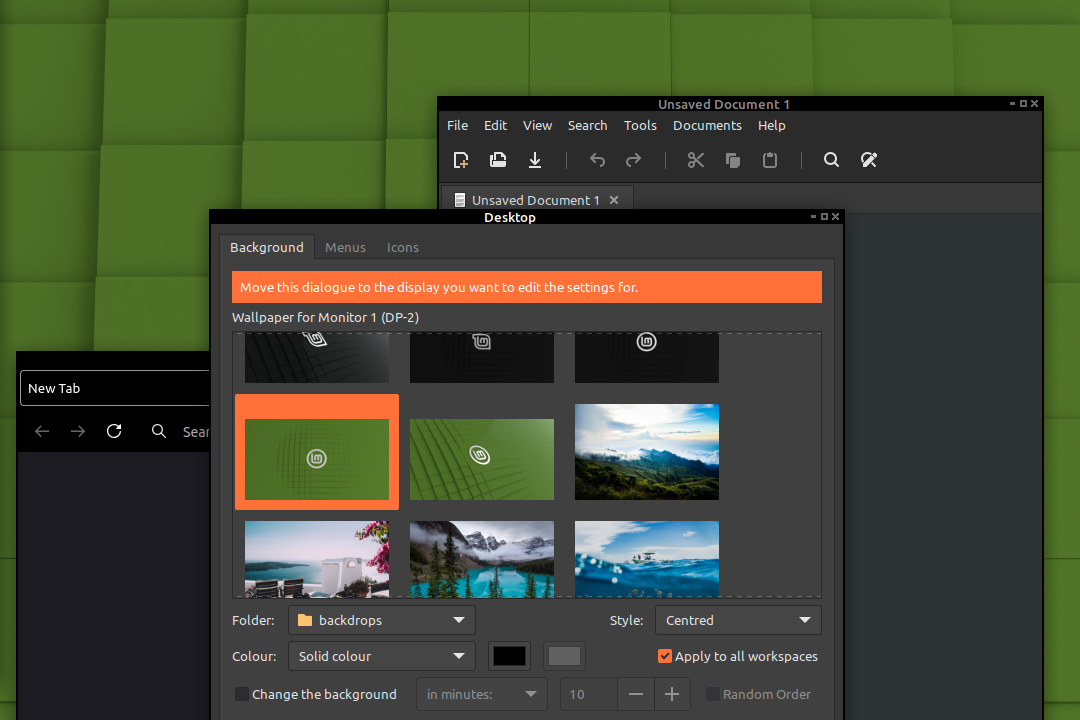 Unsaved Document 1
File Edit View Search Tools Documents Help
Unsaved Document 1
Desktop
Background Menus Icons
Move this dialogue to the display you want to edit the settings for.
Wallpaper for Monitor 1 (DP-2)
New Tab
Sear
Folder: backdrops Style: Centred
Colour: Solid colour Apply to all workspaces
Change the background in minutes: 10 Random Order